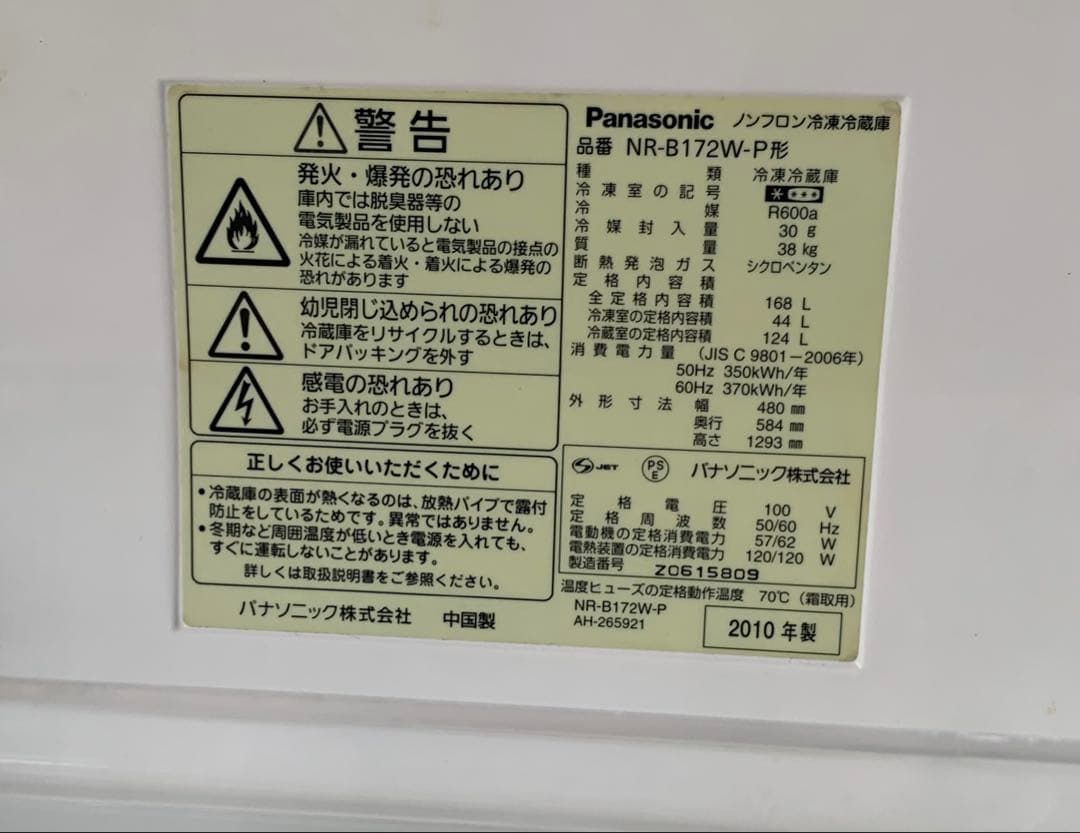 警告
発火・爆発の恐れあり
庫内では脱臭器等の
電気製品を使用しない
冷媒が漏れていると電気製品の接点の
火花による着火・着火による爆発の
恐れがあります
幼児閉じ込められの恐れあり
冷蔵庫をリサイクルするときは、
ドアパッキングを外す
感電の恐れあり
お手入れのときは、
必ず電源プラグを抜く
正しくお使いいただくために
・冷蔵庫の表面が熱くなるのは、放熱パイプで露付
防止をしているためです。異常ではありません。
・冬期など周囲温度が低いとき電源を入れても、
すぐに運転しないことがあります。
詳しくは取扱説明書をご参照ください。
パナソニック株式会社 中国製
Panasonic ノンフロン冷凍冷蔵庫
品番 NR-B172W-P形
種類 冷凍冷蔵庫
冷凍室の記号 * ***
冷媒 R600a
冷媒封入量 30 g
質量 38 kg
断熱発泡ガス シクロペンタン
定格内容積
全定格内容積 168 L
冷凍室の定格内容積 44 L
冷蔵室の定格内容積 124 L
消費電力量 (JIS C 9801-2006年)
50Hz 350kWh/年
60Hz 370kWh/年
外形寸法 幅 480 mm
奥行 584 mm
高さ 1293 mm
JET PSE パナソニック株式会社
定格電圧 100 V
定格周波数 50/60 Hz
電動機の定格消費電力 57/62 W
電熱装置の定格消費電力 120/120 W
製造番号 Z0615809
温度ヒューズの定格動作温度 70℃(霜取用)
NR-B172W-P
AH-265921
2010年製